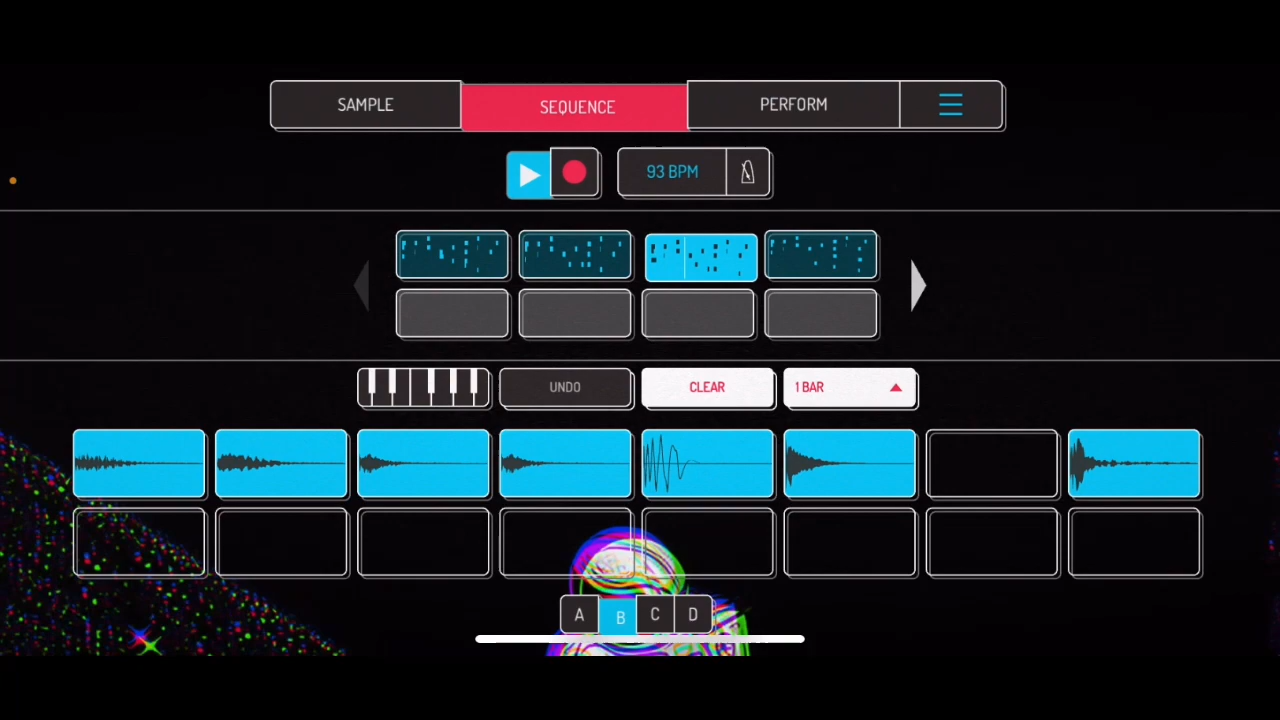 SAMPLE SEQUENCE PERFORM
93 BPM
UNDO CLEAR 1 BAR
A B C D